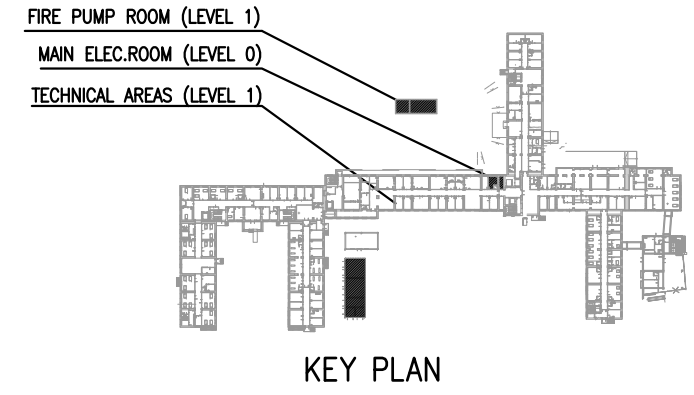 FIRE PUMP ROOM (LEVEL 1)
MAIN ELEC.ROOM (LEVEL 0)
TECHNICAL AREAS (LEVEL 1)
KEY PLAN